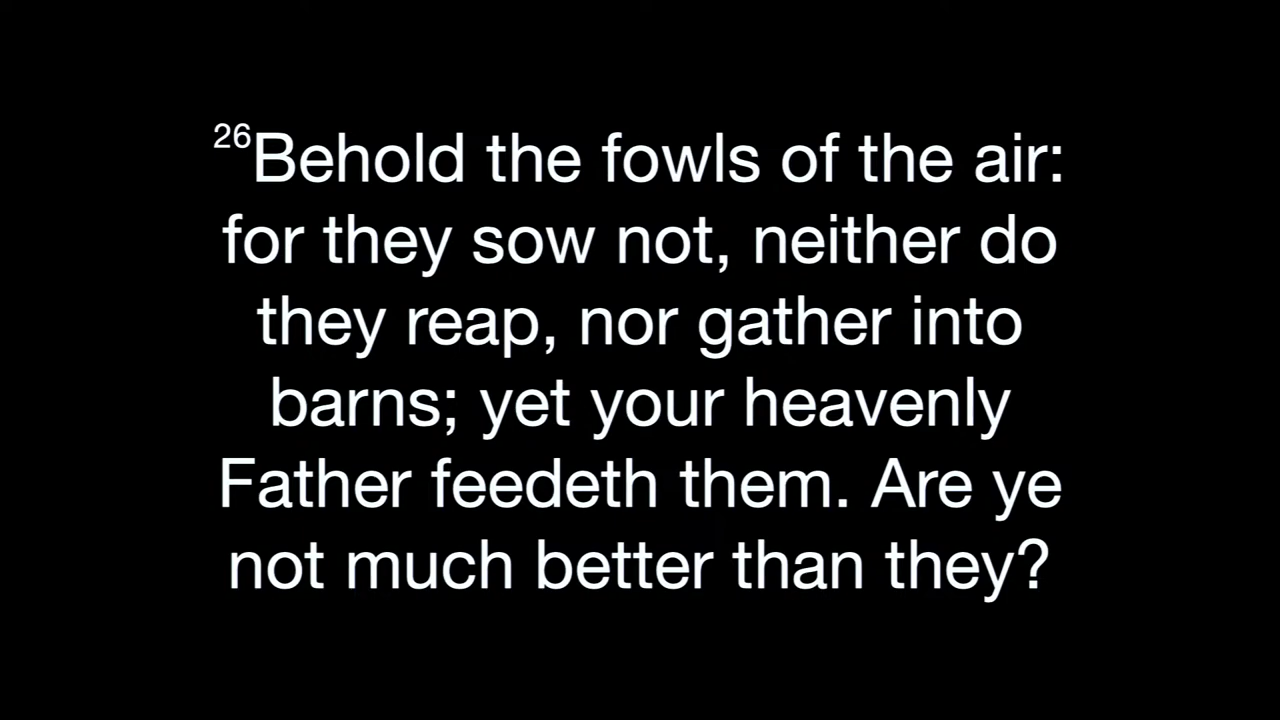 26Behold the fowls of the air:
for they sow not, neither do
they reap, nor gather into
barns; yet your heavenly
Father feedeth them. Are ye
not much better than they?